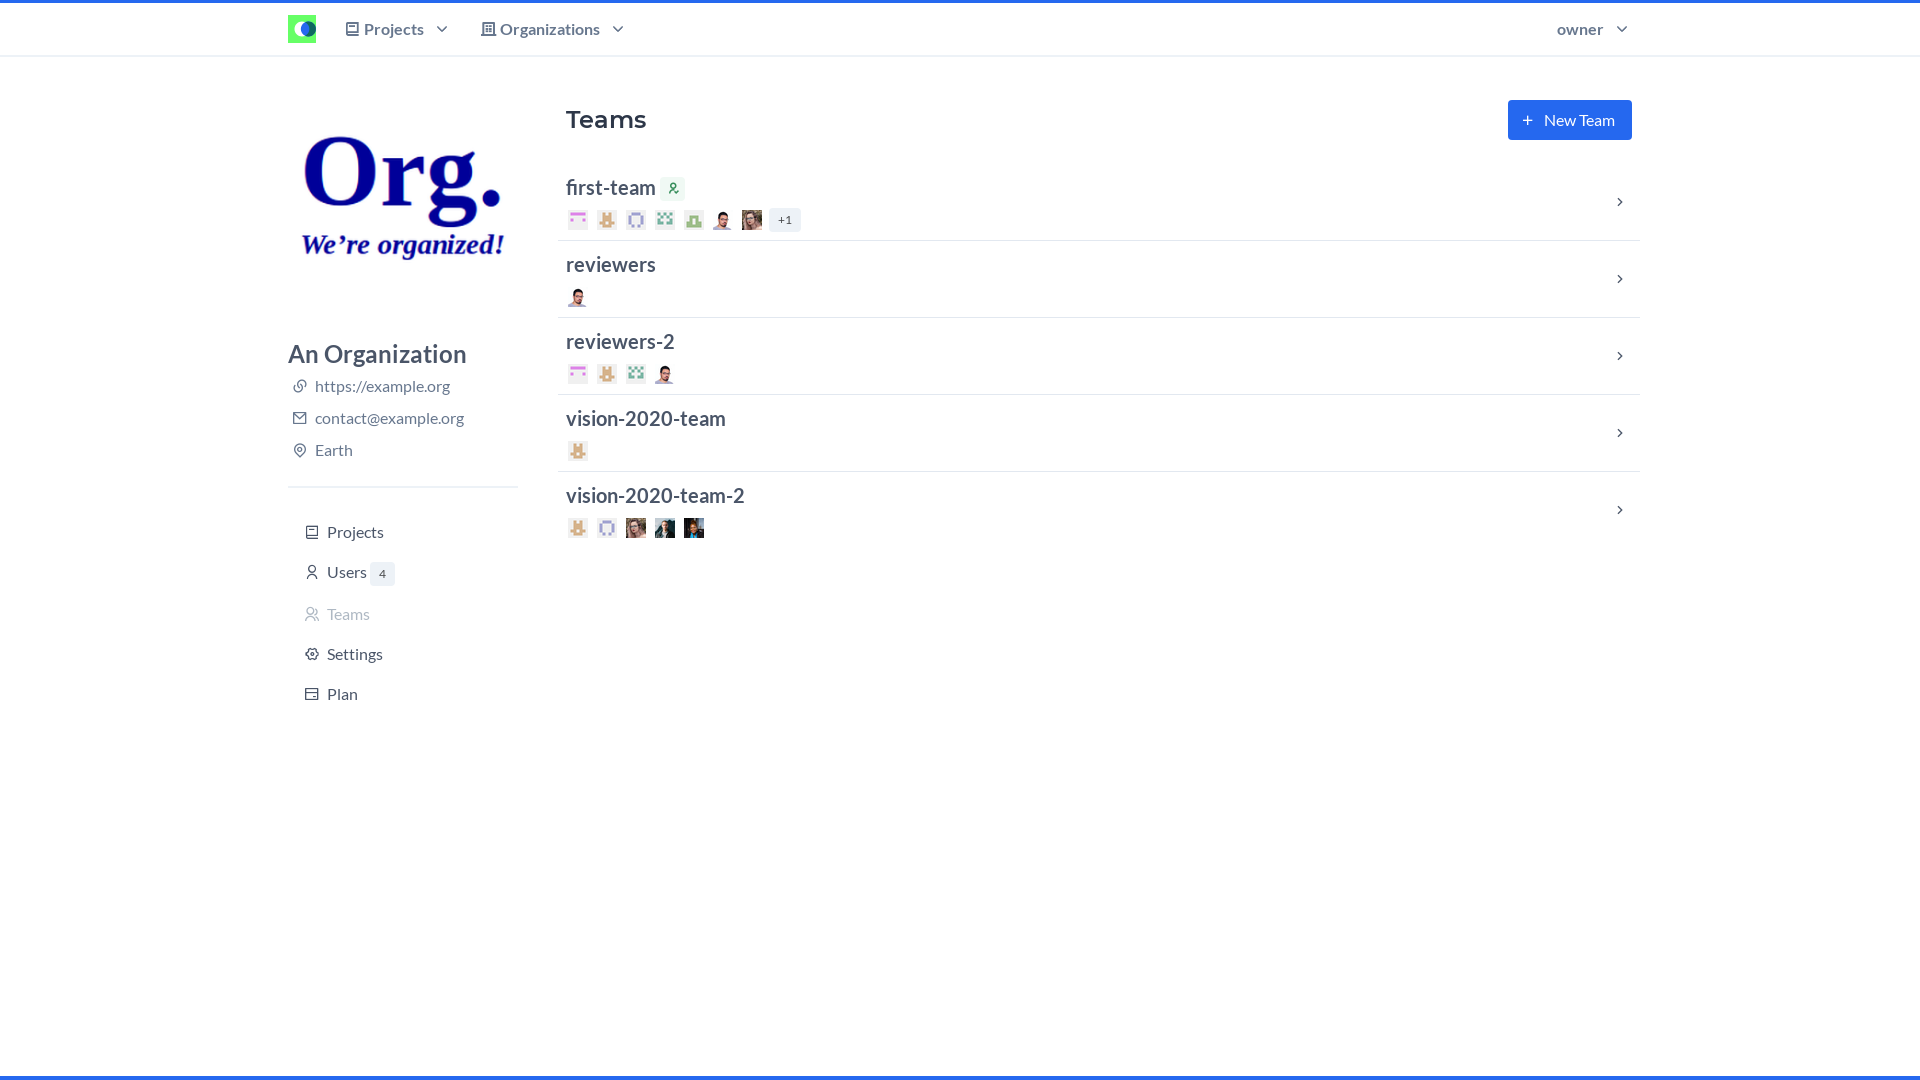 Projects
Organizations
owner
Org.
We're organized!
An Organization
https://example.org
contact@example.org
Earth
Projects
Users 4
Teams
Settings
Plan
Teams
+ New Team
first-team
+1
reviewers
reviewers-2
vision-2020-team
vision-2020-team-2